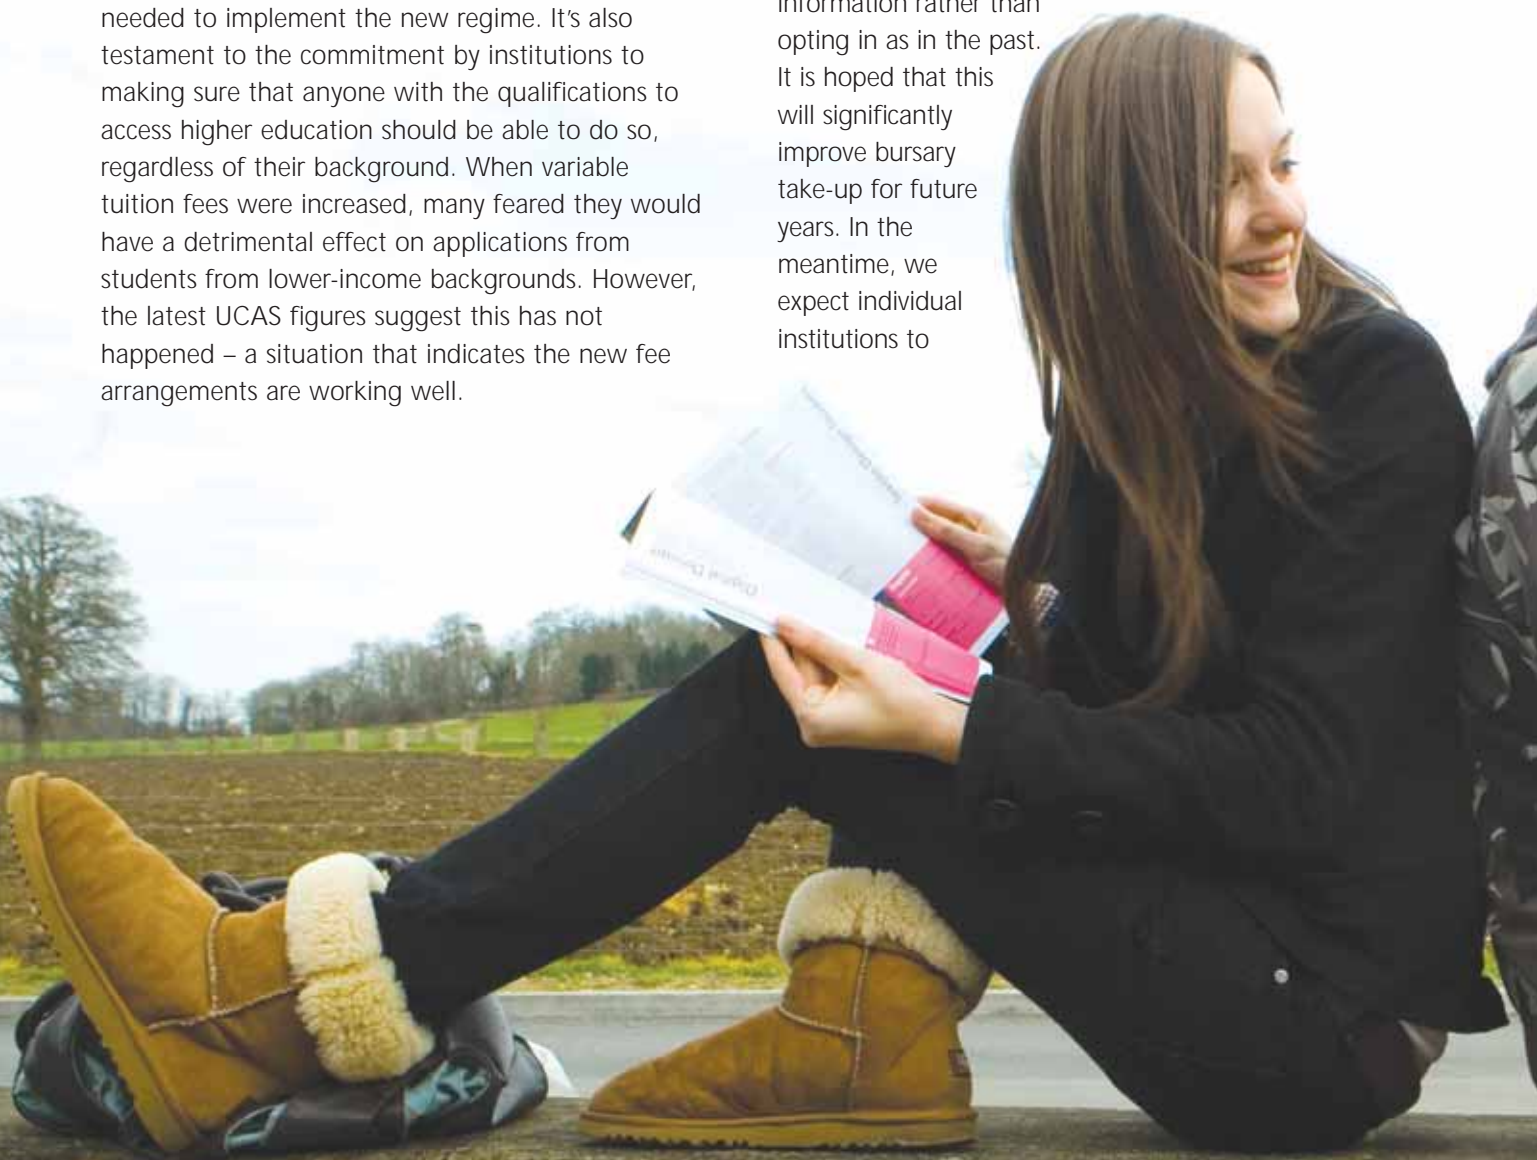 needed to implement the new regime. It’s also
testament to the commitment by institutions to
making sure that anyone with the qualifications to
access higher education should be able to do so,
regardless of their background. When variable
tuition fees were increased, many feared they would
have a detrimental effect on applications from
students from lower-income backgrounds. However,
the latest UCAS figures suggest this has not
happened – a situation that indicates the new fee
arrangements are working well.
information rather than
opting in as in the past.
It is hoped that this
will significantly
improve bursary
take-up for future
years. In the
meantime, we
expect individual
institutions to